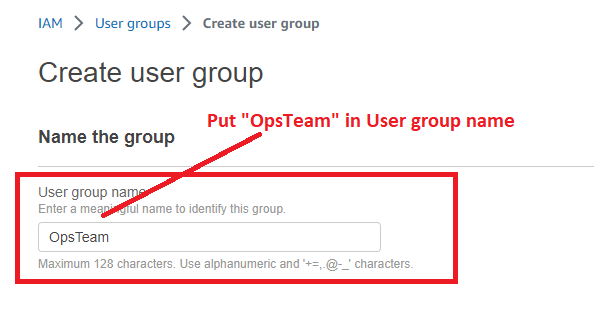 IAM > User groups > Create user group
Create user group
Put "OpsTeam" in User group name
Name the group
User group name
Enter a meaningful name to identify this group.
OpsTeam
Maximum 128 characters. Use alphanumeric and '+=,.@-_' characters.